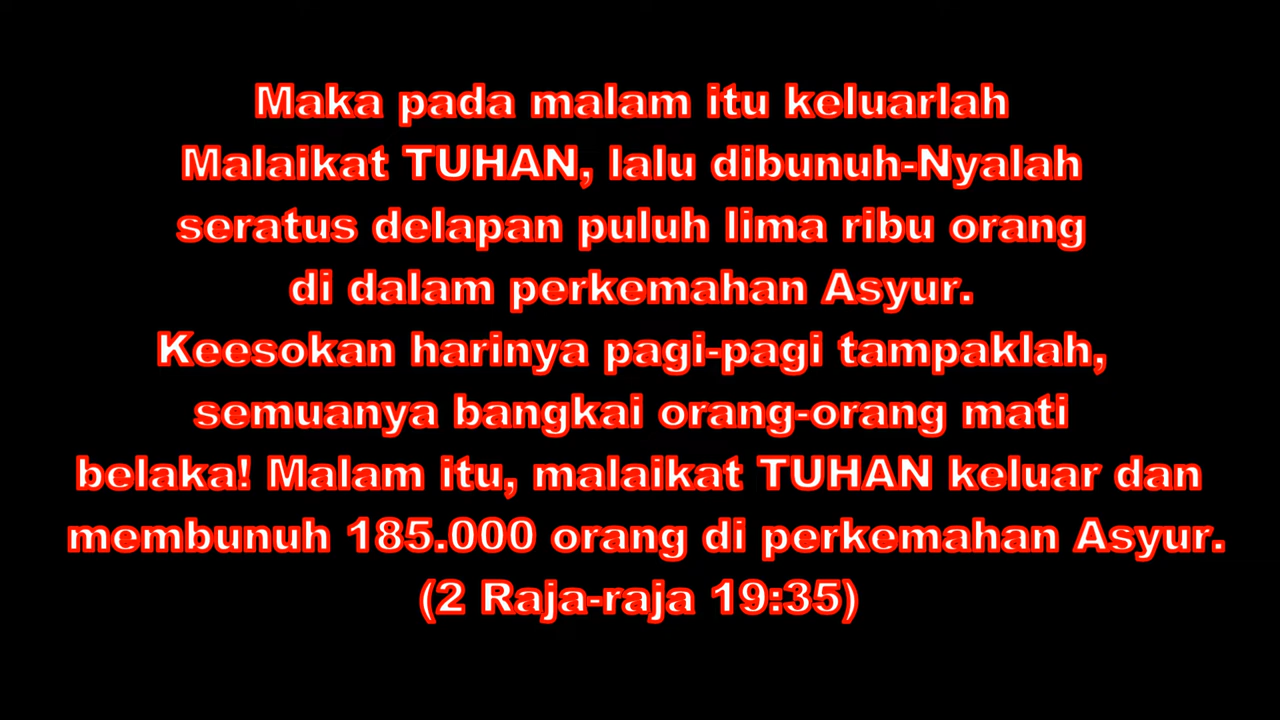 Maka pada malam itu keluarlah
Malaikat TUHAN, lalu dibunuh-Nyalah
seratus delapan puluh lima ribu orang
di dalam perkemahan Asyur.
Keesokan harinya pagi-pagi tampaklah,
semuanya bangkai orang-orang mati
belaka! Malam itu, malaikat TUHAN keluar dan
membunuh 185.000 orang di perkemahan Asyur.
(2 Raja-raja 19:35)